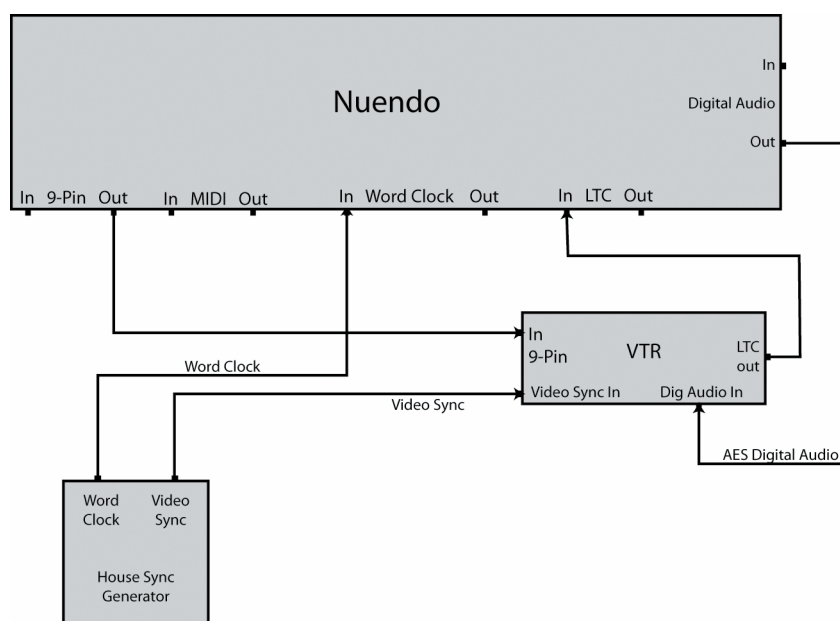 In
Nuendo
Digital Audio
Out
In 9-Pin Out In MIDI Out In Word Clock Out In LTC Out
In
9-Pin
VTR
LTC
out
Video Sync In Dig Audio In
Word Clock
Video Sync
AES Digital Audio
Word
Clock
Video
Sync
House Sync
Generator